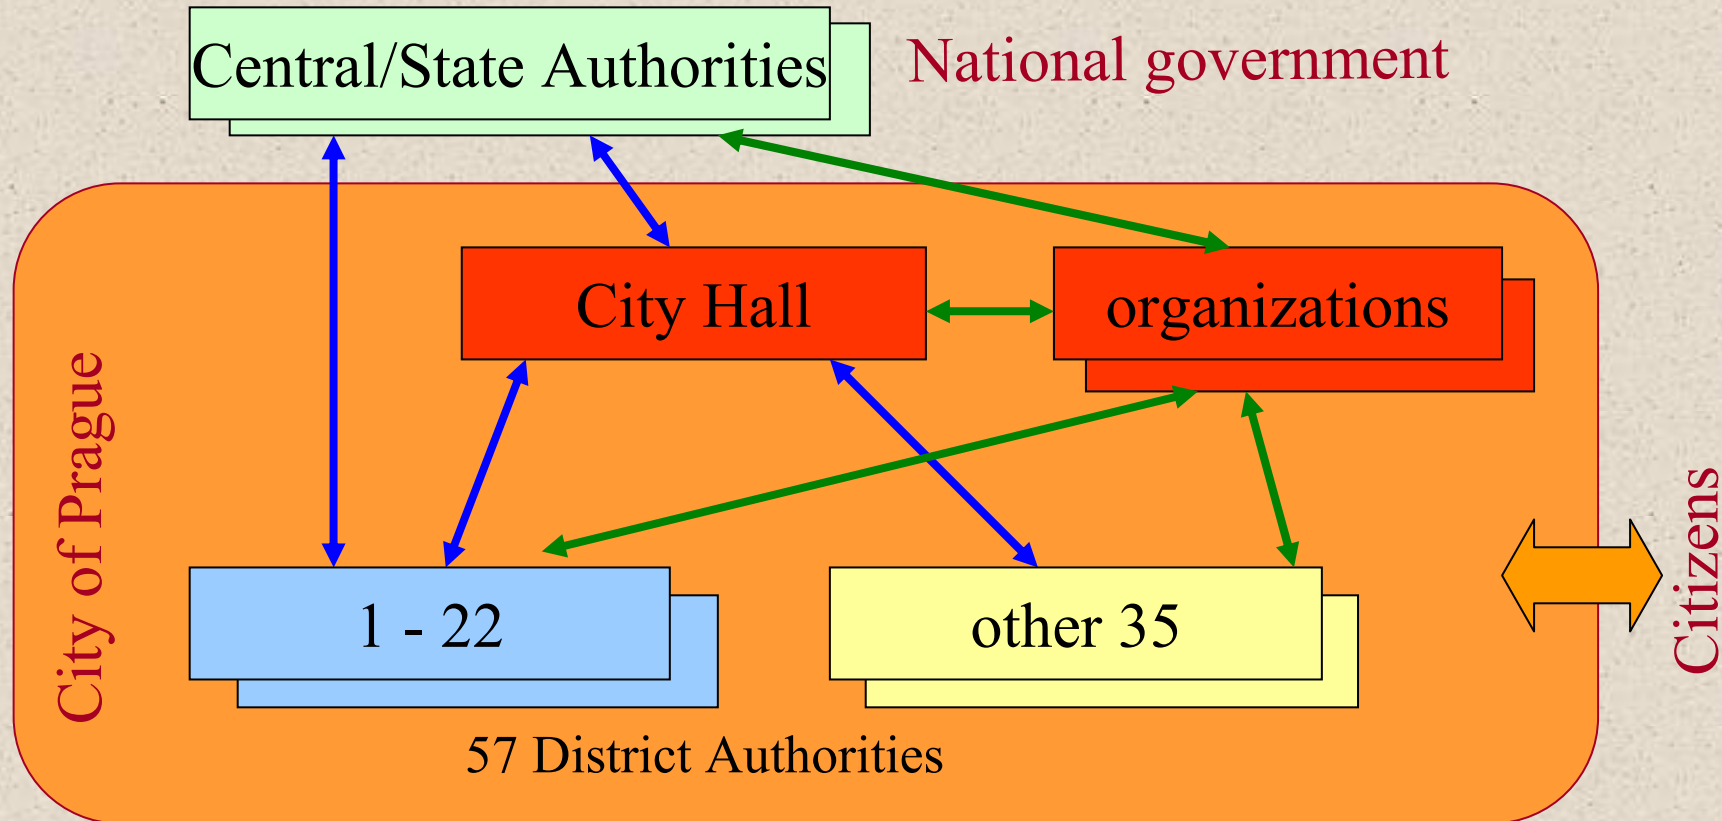 Central/State Authorities
National government
City Hall
organizations
City of Prague
Citizens
1 - 22
other 35
57 District Authorities